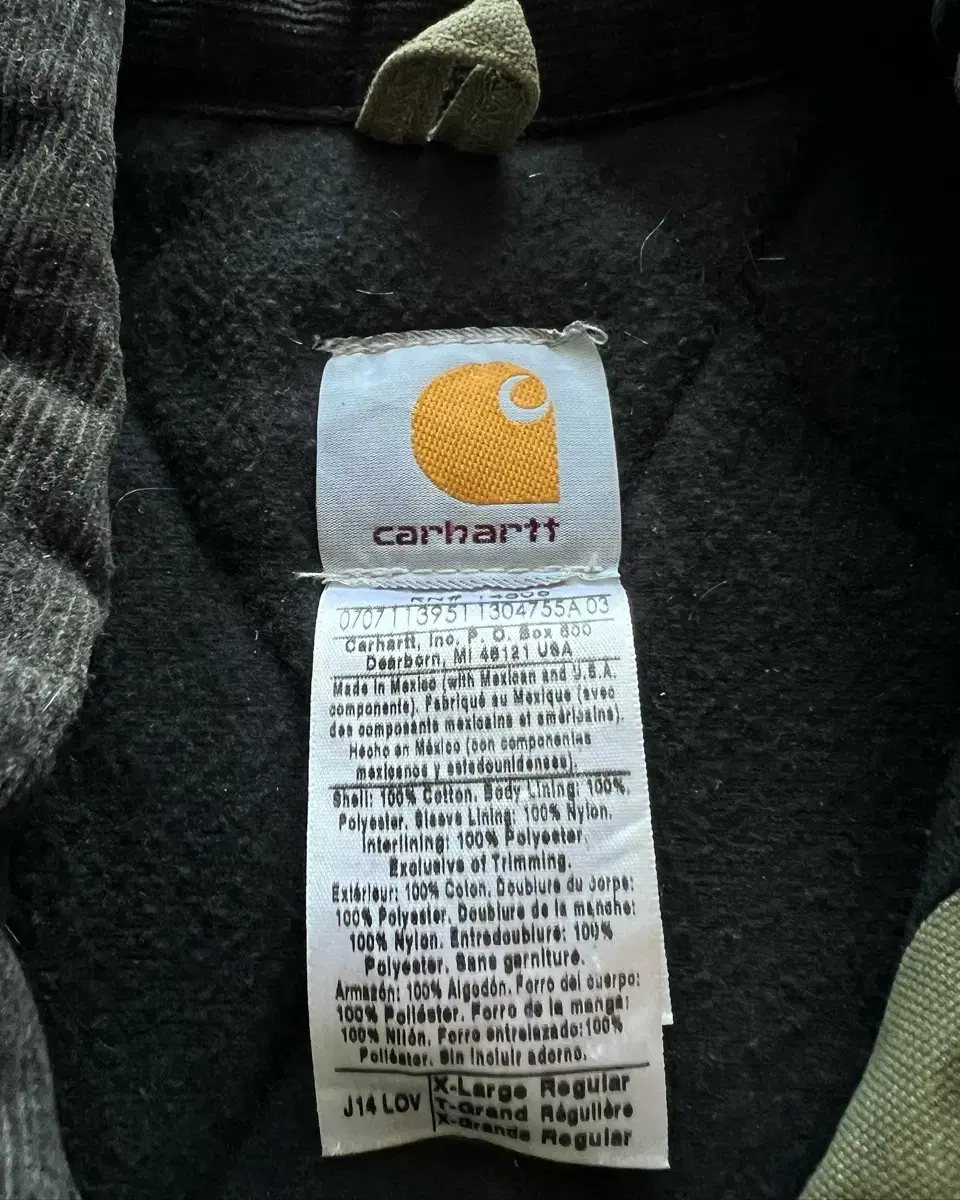 carhartt
0707113951 1304755A 03
Carhartt, Inc. P. O. Box 600
Dearborn, MI 48121 USA
Made in Mexico (with Mexican and U.S.A.
components). Fabriqué au Mexique (avec
des composants mexicains et américains).
Hecho en México (con componentes
mexicanos y estadounidenses).
Shell: 100% Cotton. Body Lining: 100%
Polyester. Sleeve Lining: 100% Nylon.
Interlining: 100% Polyester.
Exclusive of Trimming.
Extérieur: 100% Coton. Doublure du corps:
100% Polyester. Doublure de la manche:
100% Nylon. Entredoublure: 100%
Polyester. Sans garniture.
Armazón: 100% Algodón. Forro del cuerpo:
100% Poliéster. Forro de la manga:
100% Nilón. Forro entrelazado:100%
Poliéster. Sin incluir adorno.
J14 LOV
X-Large Regular
T-Grand Régulière
X-Grande Regular